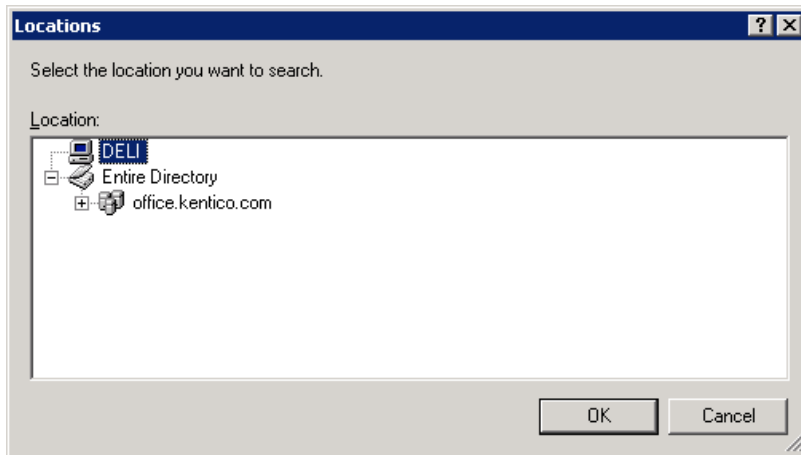 Locations
Select the location you want to search.
Location:
DELI
Entire Directory
office.kentico.com
OK Cancel